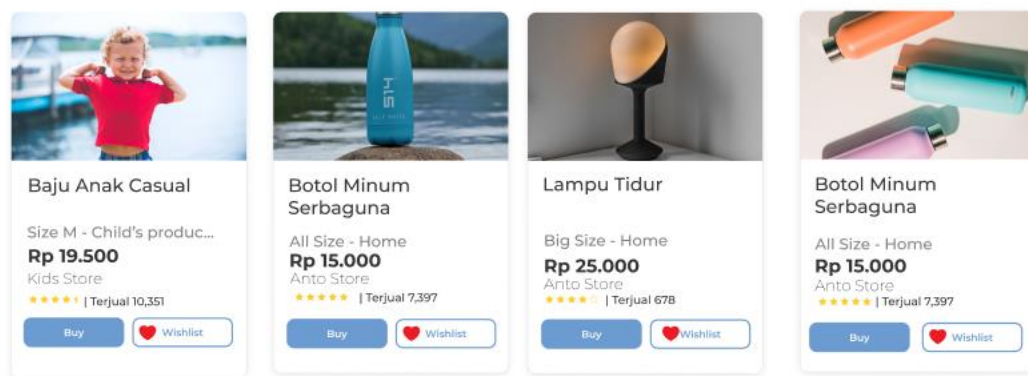 Baju Anak Casual
Size M - Child's produc...
Rp 19.500
Kids Store
| Terjual 10,351
Buy
Wishlist
514
Botol Minum
Serbaguna
All Size - Home
Rp 15.000
Anto Store
| Terjual 7,397
Buy
Wishlist
Lampu Tidur
Big Size - Home
Rp 25.000
Anto Store
| Terjual 678
Buy
Wishlist
Botol Minum
Serbaguna
All Size - Home
Rp 15.000
Anto Store
| Terjual 7,397
Buy
Wishlist